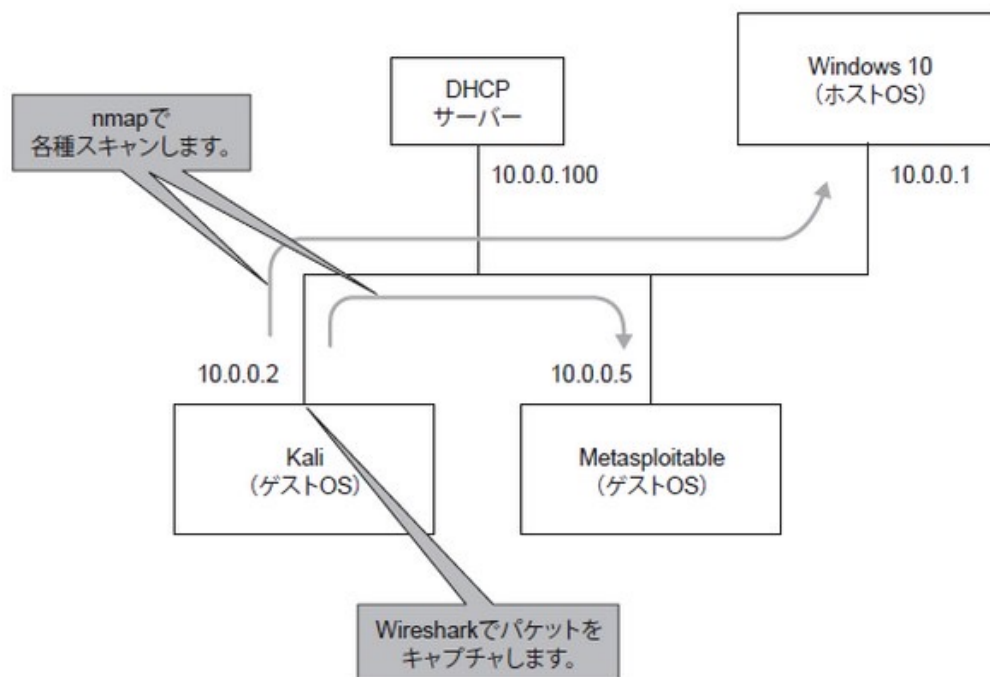 Windows 10
（ホストOS）
DHCP
サーバー
nmapで
各種スキャンします。
10.0.0.100
10.0.0.1
10.0.0.2
10.0.0.5
Kali
（ゲストOS）
Metasploitable
（ゲストOS）
Wiresharkでパケットを
キャプチャします。